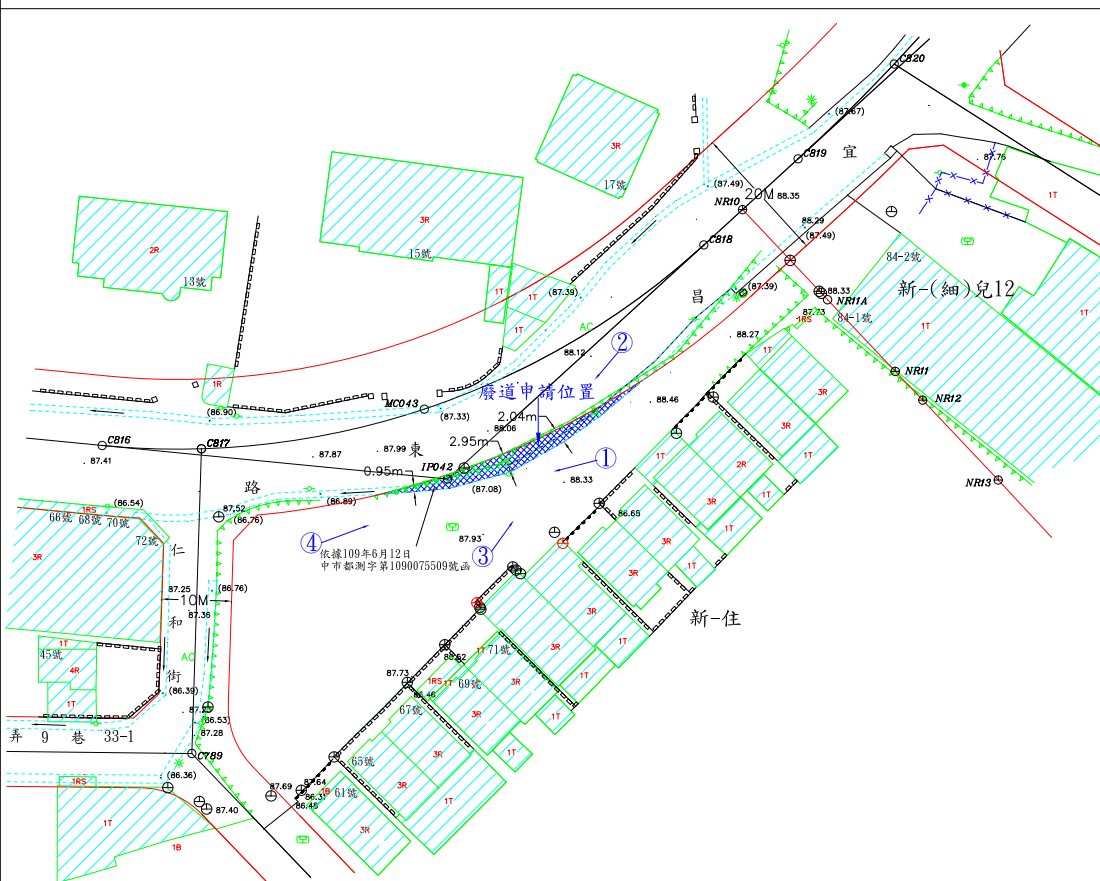 C820
(87.67)
C819
宜
3R
17號
(87.49)
20M
88.35
NR10
87.76
1T
2R
13號
3R
15號
88.29
(87.49)
C818
84-2號
1T
1T
(87.39)
1T
昌
(87.39)
88.33
NR11A
新-(細)兒12
87.73
84-1號
1RS
1T
1T
AC
88.12
②
88.27
1T
1R
(86.90)
廢道申請位置
88.46
3R
NR11
NR12
MC043
(87.33)
2.04m
88.06
C816
87.41
C817
87.87
87.99
東
2.95m
IP042
0.95m
①
1T
2R
1T
路
(86.89)
(87.08)
88.33
3R
1T
NR13
(86.54)
1RS
66號 68號 70號
72號
87.52
(86.76)
④
87.93
③
86.65
3R
依據109年6月12日
中市都測字第1090075509號函
仁
3R
1T
87.25
(86.76)
10M
87.36
和
3R
新-住
1T
45號
4R
1T
AC
街
(86.39)
86.52
1T
71號
3R
1T
87.73
86.46
1RS
1T
69號
3R
1T
67號
3R
1T
87.23
(86.53)
87.28
弄 9 巷 33-1
C789
(86.36)
1RS
65號
3R
1T
87.69
87.64
86.3
1B
86.45
61號
3R
87.40
1T
1B